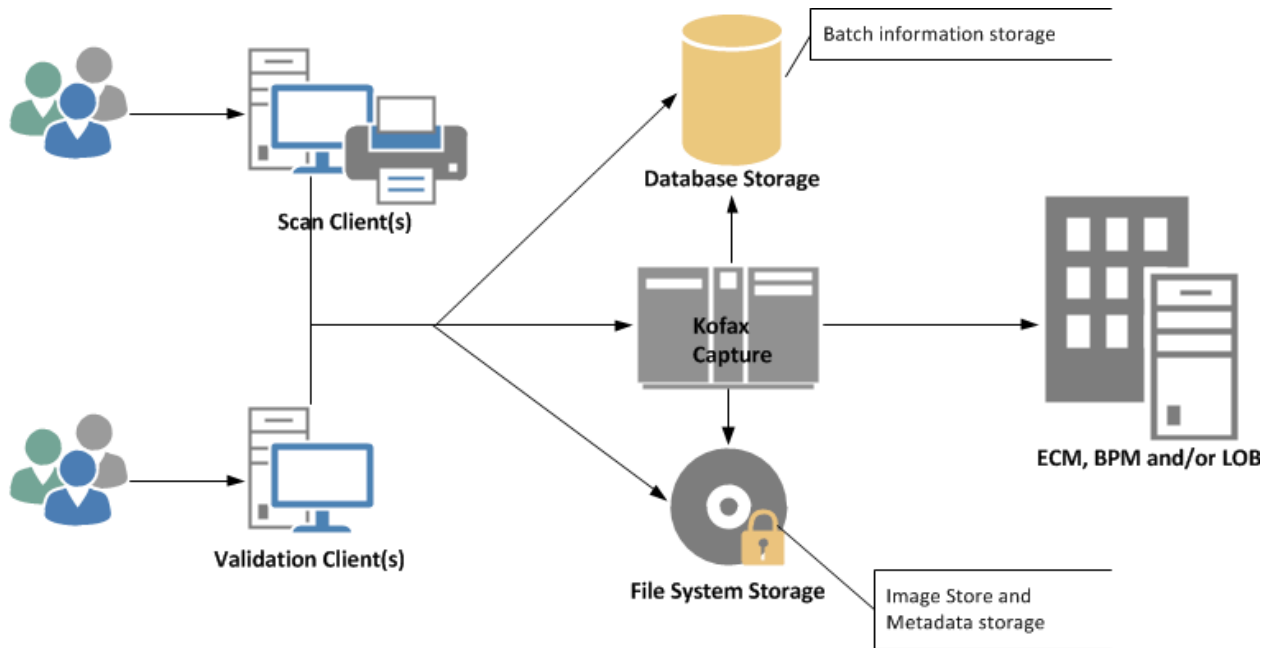 Batch information storage
Database Storage
Scan Client(s)
Kofax
Capture
ECM, BPM and/or LOB
Validation Client(s)
File System Storage
Image Store and
Metadata storage